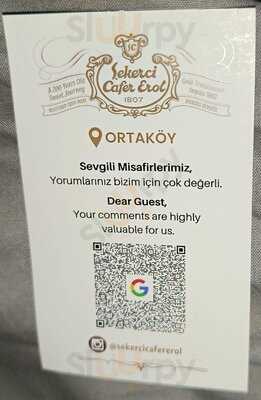 ŞC
Şekerci
Cafer Erol
1807
ORTAKÖY
Sevgili Misafirlerimiz,
Yorumlarınız bizim için çok değerli.
Dear Guest,
Your comments are highly
valuable for us.
G
@sekercicafererol